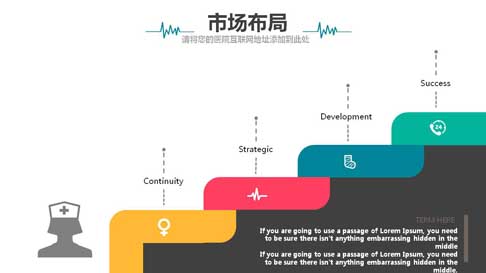 市场布局
请将您的医院互联网地址添加到此处
Success
24
Development
Strategic
Continuity
TERM HERE
If you are going to use a passage of Lorem Ipsum, you need
to be sure there isn't anything embarrassing hidden in the
middle
If you are going to use a passage of Lorem Ipsum, you need
to be sure there isn't anything embarrassing hidden in the
middle.